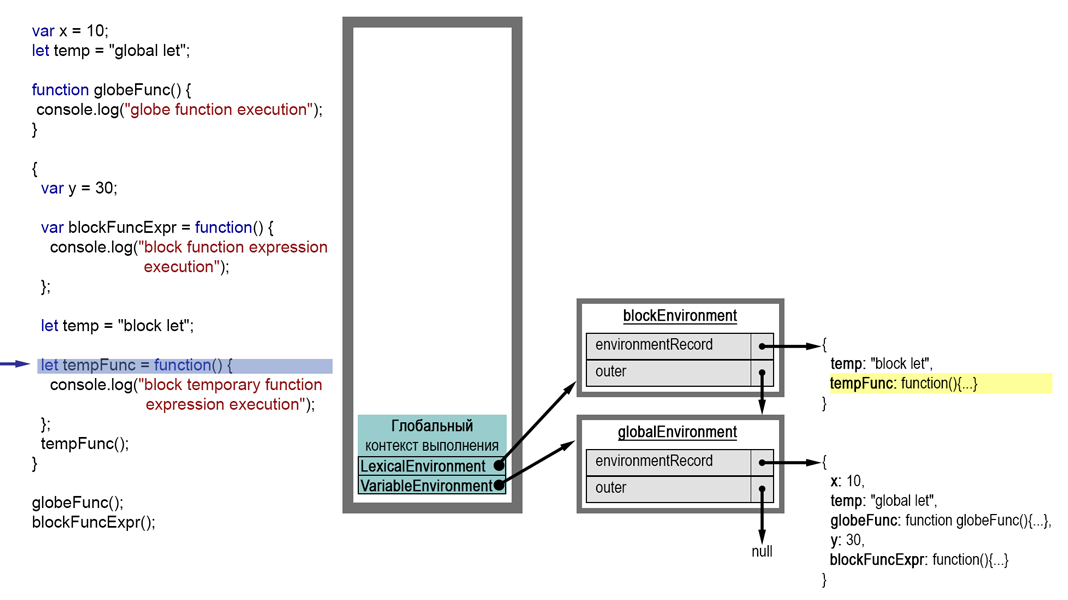 var x = 10;
let temp = "global let";
function globeFunc() {
console.log("globe function execution");
}
{
var y = 30;
var blockFuncExpr = function() {
console.log("block function expression
execution");
};
let temp = "block let";
let tempFunc = function() {
console.log("block temporary function
expression execution");
};
tempFunc();
}
globeFunc();
blockFuncExpr();
Глобальный
контекст выполнения
LexicalEnvironment
VariableEnvironment
blockEnvironment
environmentRecord
outer
{
temp: "block let",
tempFunc: function(){...}
}
globalEnvironment
environmentRecord
outer
null
{
x: 10,
temp: "global let",
globeFunc: function globeFunc(){...},
y: 30,
blockFuncExpr: function(){...}
}